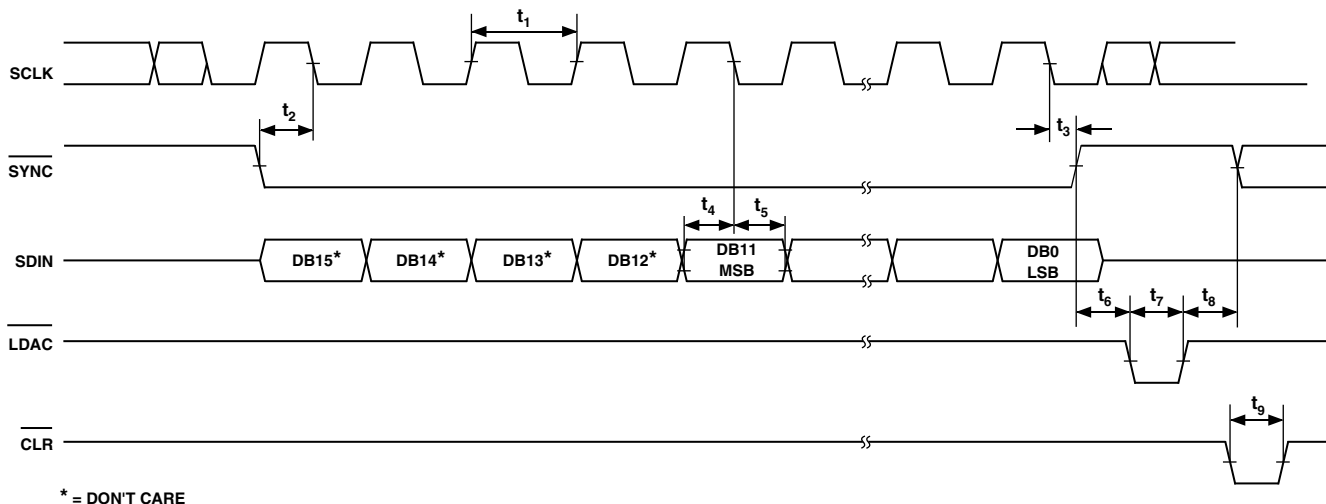 t1
SCLK
t2
t3
SYNC
t4 t5
SDIN DB15* DB14* DB13* DB12* DB11 MSB DB0 LSB
t6 t7 t8
LDAC
t9
CLR
* = DON'T CARE